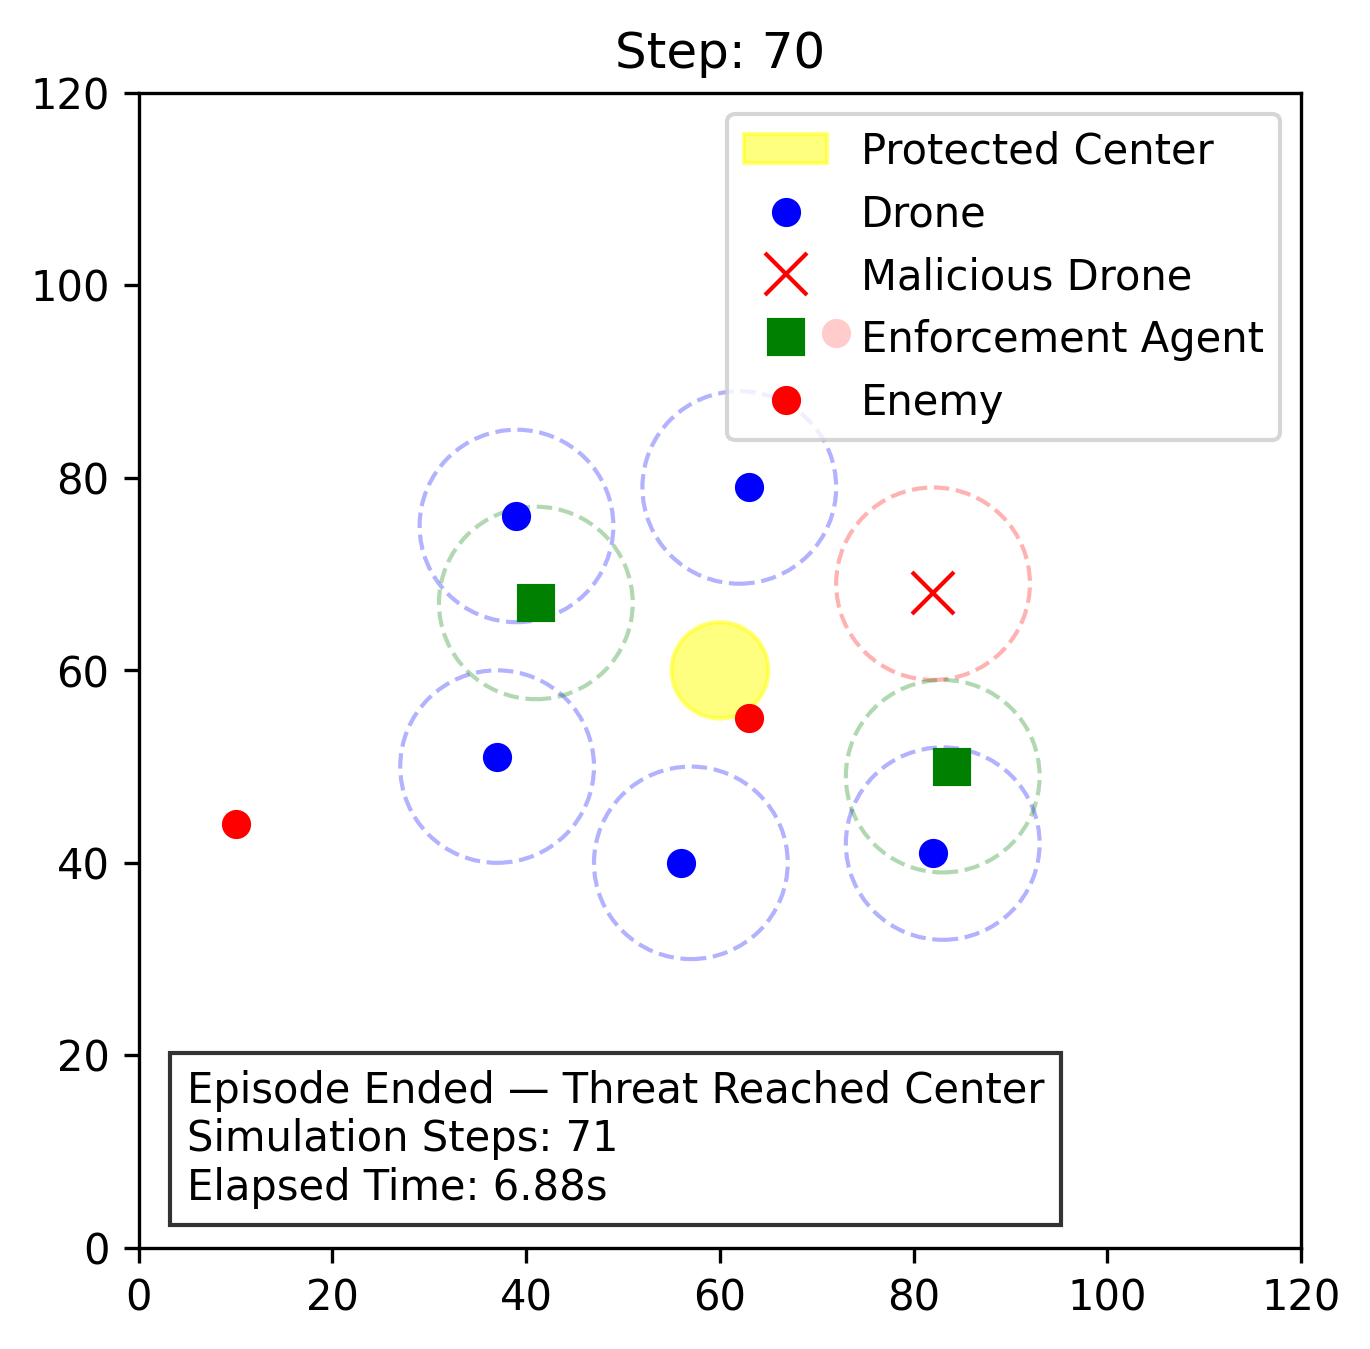 Step: 70
120
100
80
60
40
20
0
0 20 40 60 80 100 120
Protected Center
Drone
Malicious Drone
Enforcement Agent
Enemy
Episode Ended — Threat Reached Center
Simulation Steps: 71
Elapsed Time: 6.88s